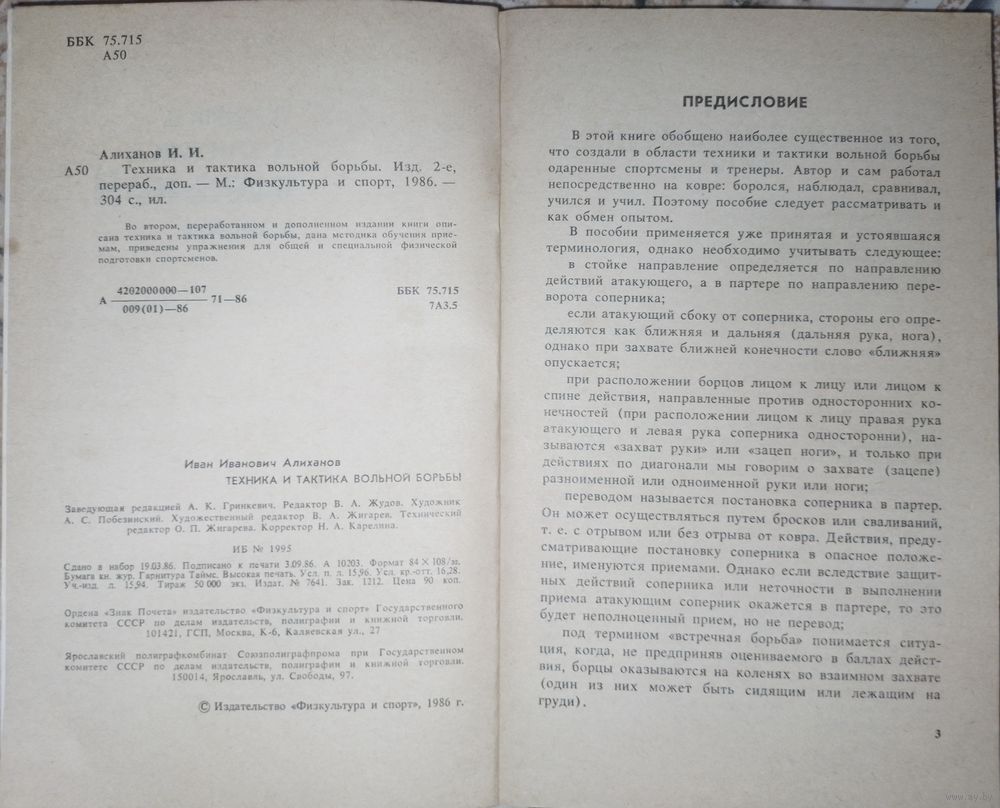 ББК 75.715
А50
Алиханов И. И.
А50 Техника и тактика вольной борьбы. Изд. 2-е,
перераб., доп. — М.: Физкультура и спорт, 1986. —
304 с., ил.
Во втором, переработанном и дополненном издании книги опи-
сана техника и тактика вольной борьбы, дана методика обучения прие-
мам, приведены упражнения для общей и специальной физической
подготовки спортсменов.
А 4202000000—107 71—86
009(01)—86
ББК 75.715
7А3.5
Иван Иванович Алиханов
ТЕХНИКА И ТАКТИКА ВОЛЬНОЙ БОРЬБЫ
Заведующая редакцией А. К. Гринкевич. Редактор В. А. Жудов. Художник
А. С. Побезинский. Художественный редактор В. А. Жигарев. Технический
редактор О. П. Жигарева. Корректор Н. А. Карелина.
ИБ № 1995
Сдано в набор 19.03.86. Подписано к печати 3.09.86. А 10203. Формат 84×108/32.
Бумага кн. жур. Гарнитура Таймс. Высокая печать. Усл. п. л. 15,96. Усл. кр.-отт. 16,28.
Уч.-изд. л. 15,94. Тираж 50 000 экз. Издат. № 7641. Зак. 1212. Цена 90 коп.
Ордена «Знак Почета» издательство «Физкультура и спорт» Государственного
комитета СССР по делам издательств, полиграфии и книжной торговли.
101421, ГСП, Москва, К-6, Каляевская ул., 27
Ярославский полиграфкомбинат Союзполиграфпрома при Государственном
комитете СССР по делам издательств, полиграфии и книжной торговли.
150014, Ярославль, ул. Свободы, 97.
© Издательство «Физкультура и спорт», 1986 г.
ПРЕДИСЛОВИЕ
В этой книге обобщено наиболее существенное из того,
что создали в области техники и тактики вольной борьбы
одаренные спортсмены и тренеры. Автор и сам работал
непосредственно на ковре: боролся, наблюдал, сравнивал,
учился и учил. Поэтому пособие следует рассматривать и
как обмен опытом.
В пособии применяется уже принятая и устоявшаяся
терминология, однако необходимо учитывать следующее:
в стойке направление определяется по направлению
действий атакующего, а в партере по направлению пере-
ворота соперника;
если атакующий сбоку от соперника, стороны его опре-
деляются как ближняя и дальняя (дальняя рука, нога),
однако при захвате ближней конечности слово «ближняя»
опускается;
при расположении борцов лицом к лицу или лицом к
спине действия, направленные против односторонних ко-
нечностей (при расположении лицом к лицу правая рука
атакующего и левая рука соперника односторонни), на-
зываются «захват руки» или «зацеп ноги», и только при
действиях по диагонали мы говорим о захвате (зацепе)
разноименной или одноименной руки или ноги;
переводом называется постановка соперника в партер.
Он может осуществляться путем бросков или сваливаний,
т. е. с отрывом или без отрыва от ковра. Действия, преду-
сматривающие постановку соперника в опасное положе-
ние, именуются приемами. Однако если вследствие защит-
ных действий соперника или неточности в выполнении
приема атакующим соперник окажется в партере, то это
будет неполноценный прием, но не перевод;
под термином «встречная борьба» понимается ситуа-
ция, когда, не предприняв оцениваемого в баллах дейст-
вия, борцы оказываются на коленях во взаимном захвате
(один из них может быть сидящим или лежащим на
груди).
3
www.ay.by